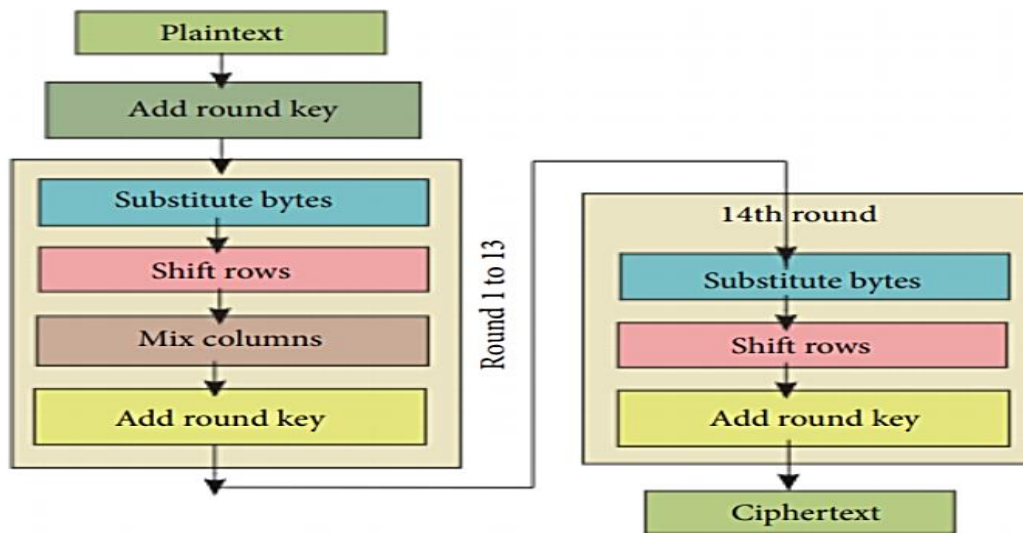 Plaintext
Add round key
Substitute bytes
Shift rows
Mix columns
Add round key
Round 1 to 13
14th round
Substitute bytes
Shift rows
Add round key
Ciphertext